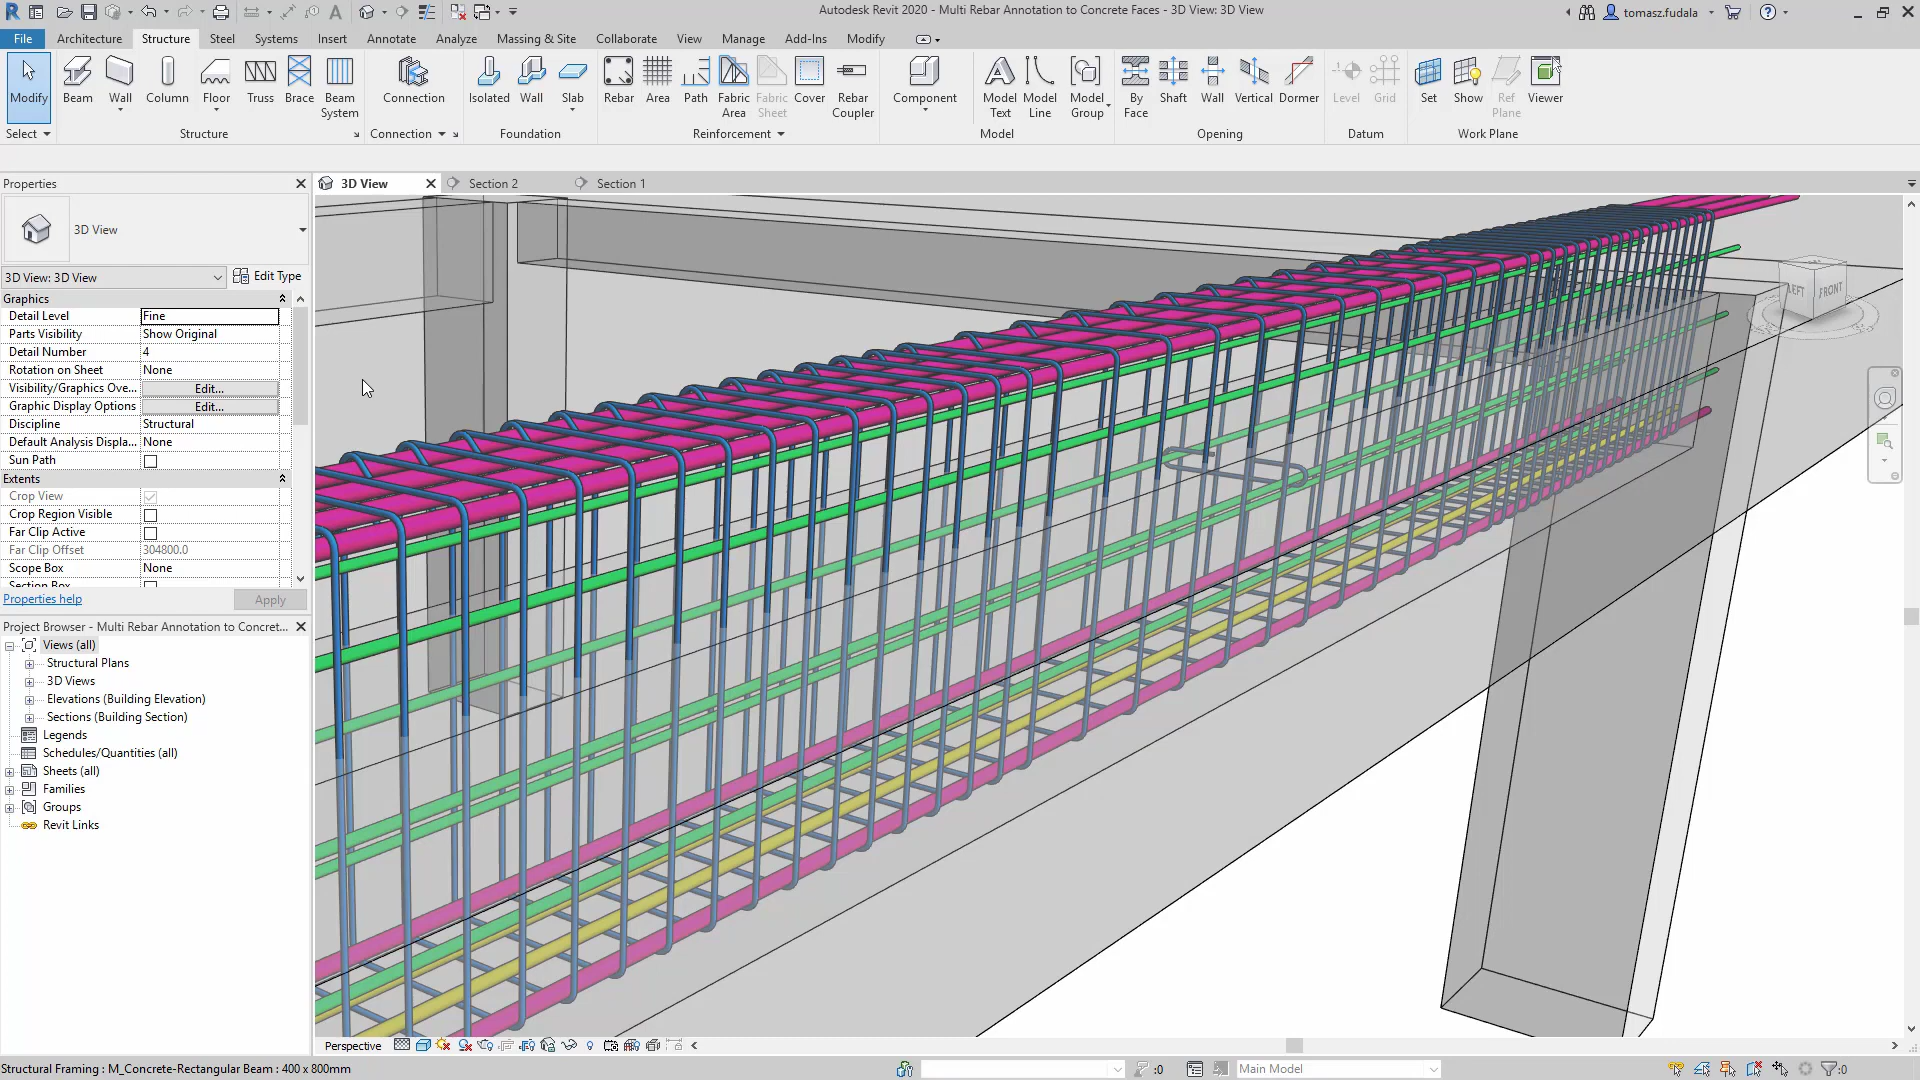 Autodesk Revit 2020 - Multi Rebar Annotation to Concrete Faces - 3D View: 3D View
tomasz.fudala
File Architecture Structure Steel Systems Insert Annotate Analyze Massing & Site Collaborate View Manage Add-Ins Modify
Modify Beam Wall Column Floor Truss Brace Beam System Connection Isolated Wall Slab Rebar Area Path Fabric Area Fabric Sheet Cover Rebar Coupler Component Model Text Model Line Model Group By Face Shaft Wall Vertical Dormer Level Grid Set Show Ref Plane Viewer
Select Structure Connection Foundation Reinforcement Model Opening Datum Work Plane
Properties
3D View Section 2 Section 1
3D View
3D View: 3D View Edit Type
Graphics
Detail Level Fine
Parts Visibility Show Original
Detail Number 4
Rotation on Sheet None
Visibility/Graphics Ove... Edit...
Graphic Display Options Edit...
Discipline Structural
Default Analysis Displa... None
Sun Path
Extents
Crop View
Crop Region Visible
Far Clip Active
Far Clip Offset 304800.0
Scope Box None
Section Box
Properties help Apply
Project Browser - Multi Rebar Annotation to Concret...
Views (all)
Structural Plans
3D Views
Elevations (Building Elevation)
Sections (Building Section)
Legends
Schedules/Quantities (all)
Sheets (all)
Families
Groups
Revit Links
LEFT FRONT
Perspective
Structural Framing : M_Concrete-Rectangular Beam : 400 x 800mm
:0
Main Model
:0